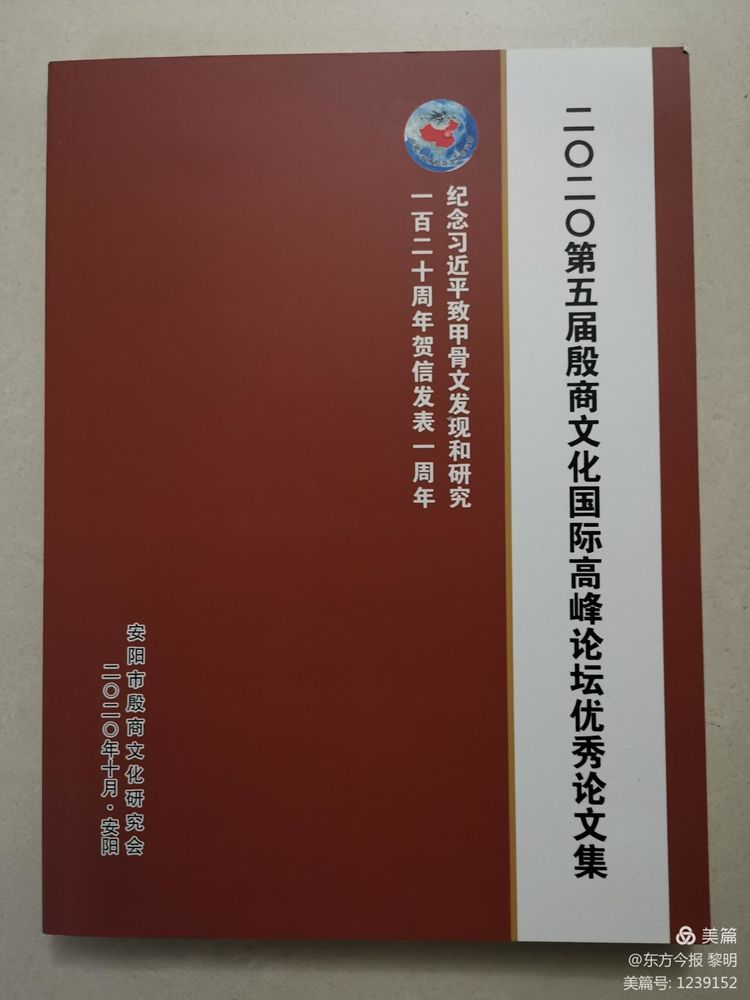 二〇二〇第五届殷商文化国际高峰论坛优秀论文集
纪念习近平致甲骨文发现和研究
一百二十周年贺信发表一周年
安阳市殷商文化研究会
二〇二〇年十月·安阳
美篇
@东方今报 黎明
美篇号: 1239152